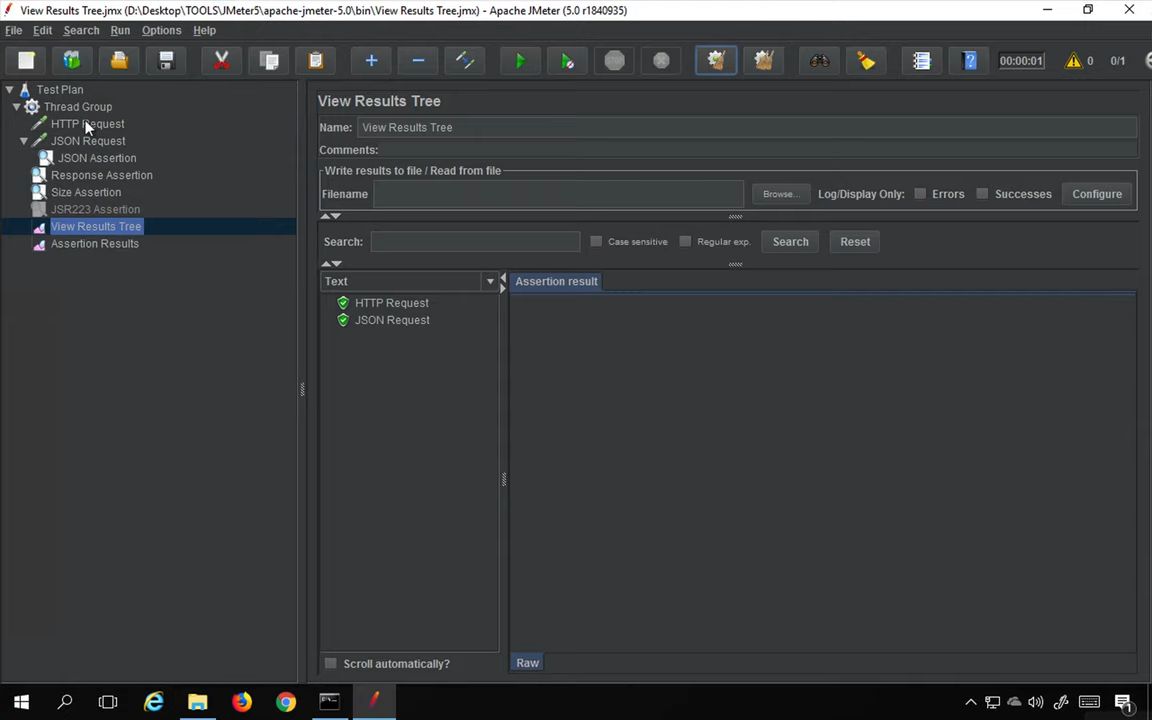 View Results Tree.jmx (D:\Desktop\TOOLS\JMeter5\apache-jmeter-5.0\bin\View Results Tree.jmx) - Apache JMeter (5.0 r1840935)
File Edit Search Run Options Help
00:00:01 0 0/1
Test Plan
Thread Group
HTTP Request
JSON Request
JSON Assertion
Response Assertion
Size Assertion
JSR223 Assertion
View Results Tree
Assertion Results
View Results Tree
Name: View Results Tree
Comments:
Write results to file / Read from file
Filename Browse... Log/Display Only: Errors Successes Configure
Search: Case sensitive Regular exp. Search Reset
Text
HTTP Request
JSON Request
Scroll automatically?
Assertion result
Raw
1